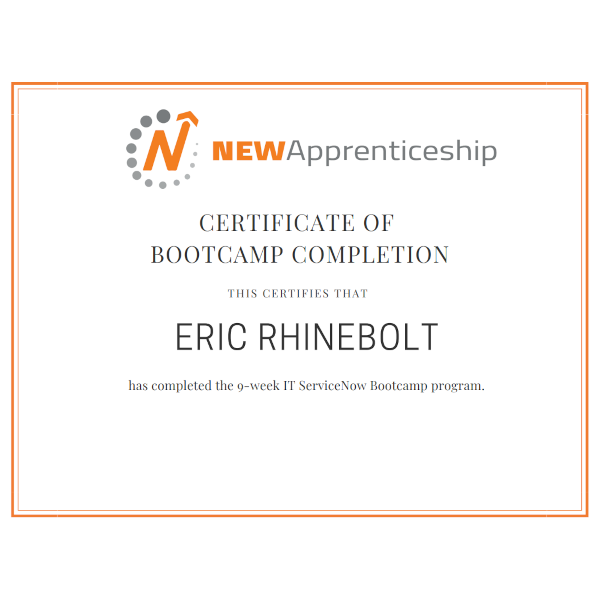 N NEWApprenticeship
CERTIFICATE OF
BOOTCAMP COMPLETION
THIS CERTIFIES THAT
ERIC RHINEBOLT
has completed the 9-week IT ServiceNow Bootcamp program.